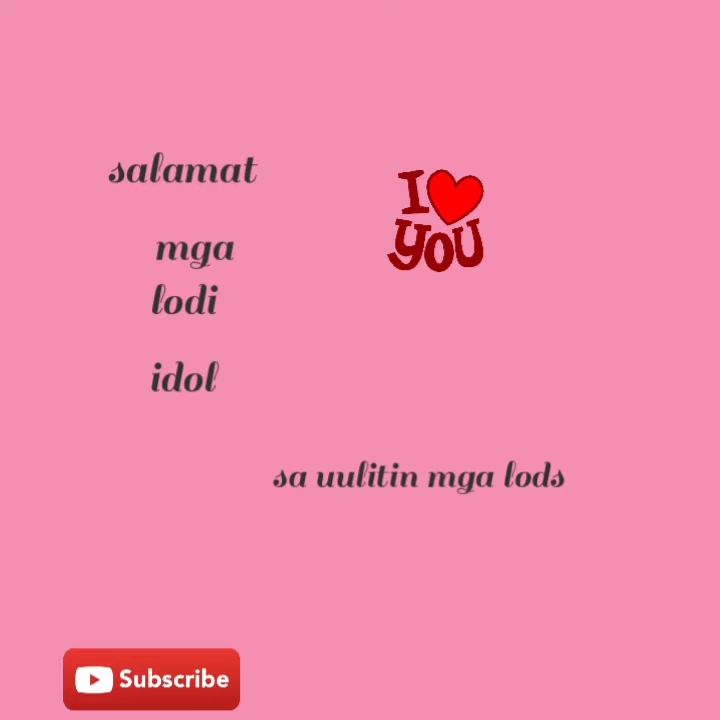 salamat
mga
lodi
idol
I
YOU
sa uulitin mga lods
Subscribe